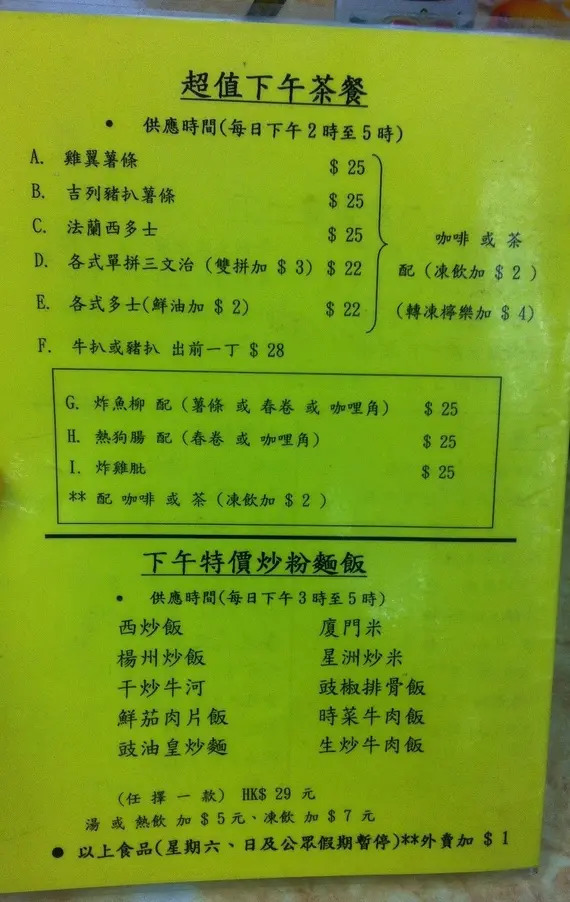 超值下午茶餐
• 供應時間(每日下午2時至5時)
A. 雞翼薯條 $ 25
B. 吉列豬扒薯條 $ 25
C. 法蘭西多士 $ 25
D. 各式單拼三文治 (雙拼加 $ 3) $ 22
E. 各式多士(鮮油加 $ 2) $ 22
咖啡 或 茶
配 (凍飲加 $ 2 )
(轉凍檸樂加 $ 4)
F. 牛扒或豬扒 出前一丁 $ 28
G. 炸魚柳 配 (薯條 或 春卷 或 咖哩角) $ 25
H. 熱狗腸 配 (春卷 或 咖哩角) $ 25
I. 炸雞肶 $ 25
** 配 咖啡 或 茶 (凍飲加 $ 2 )
下午特價炒粉麵飯
• 供應時間(每日下午3時至5時)
西炒飯 廈門米
楊州炒飯 星洲炒米
干炒牛河 豉椒排骨飯
鮮茄肉片飯 時菜牛肉飯
豉油皇炒麵 生炒牛肉飯
(任 擇 一 款) HK$ 29 元
湯 或 熱飲 加 $ 5 元、凍飲 加 $ 7 元
● 以上食品(星期六、日及公眾假期暫停)**外賣加 $ 1